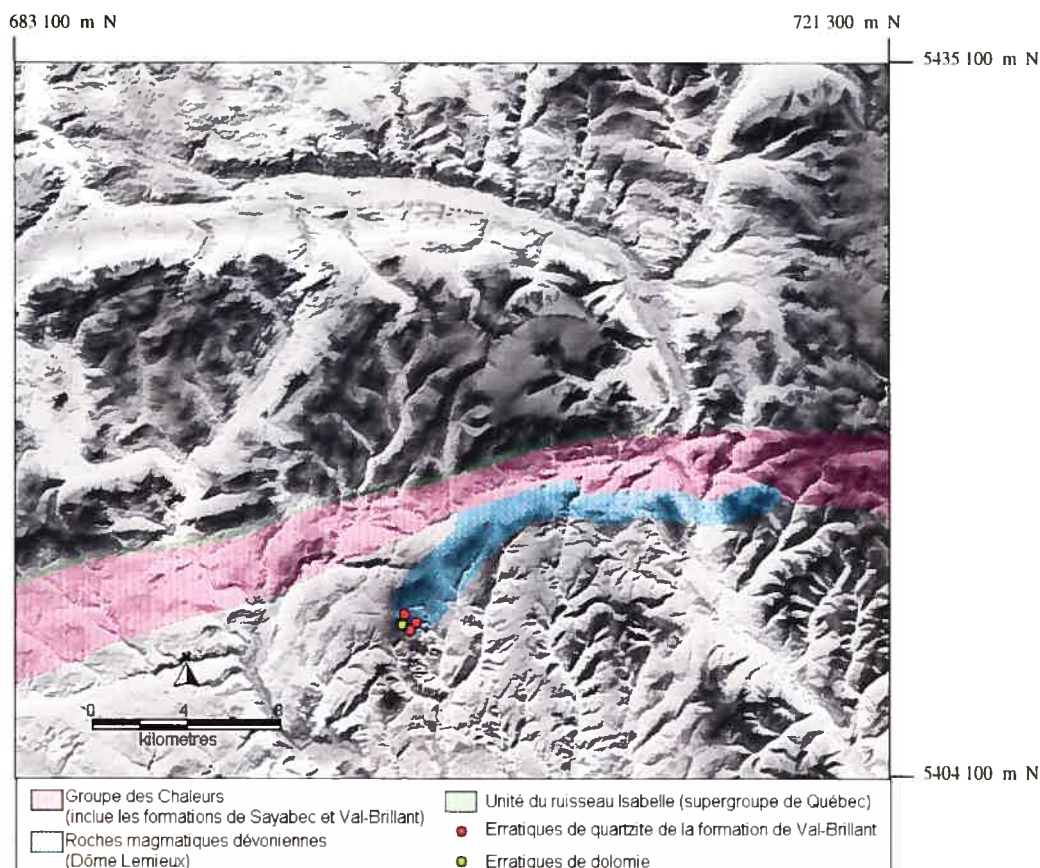 683 100 m N
721 300 m N
5435 100 m N
0 4 8
kilometres
5404 100 m N
Groupe des Chaleurs
(inclue les formations de Sayabec et Val-Brillant)
Roches magmatiques dévoniennes
(Dôme Lemieux)
Unité du ruisseau Isabelle (supergroupe de Québec)
Erratiques de quartzite de la formation de Val-Brillant
Erratiques de dolomie